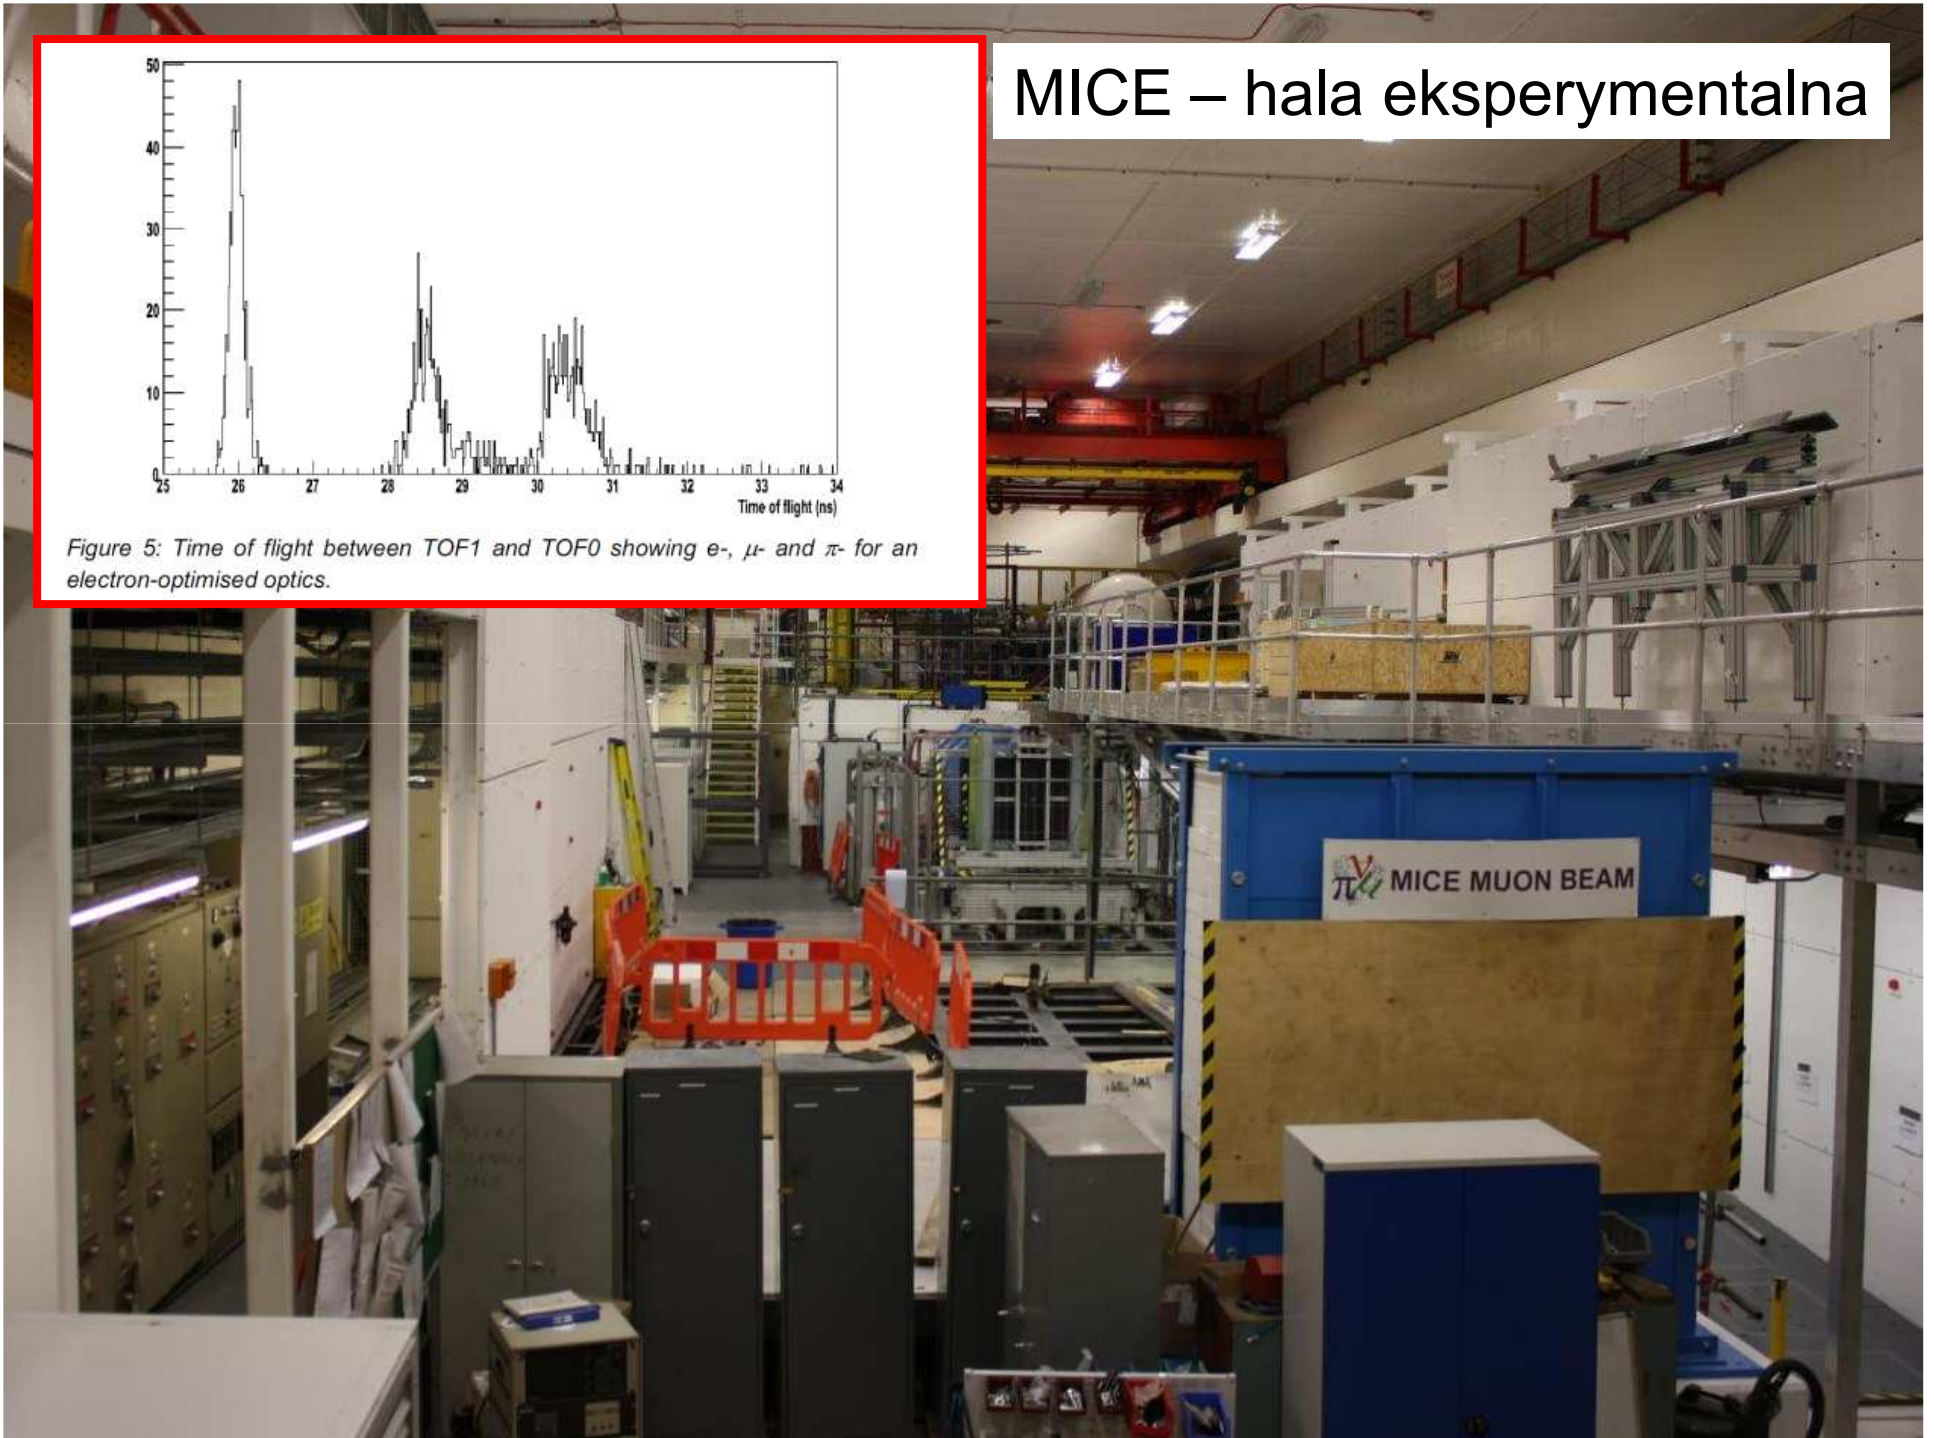 MICE – hala eksperymentalna
50
40
30
20
10
0
25 26 27 28 29 30 31 32 33 34
Time of flight (ns)
Figure 5: Time of flight between TOF1 and TOF0 showing e-, μ- and π- for an
electron-optimised optics.
MICE MUON BEAM